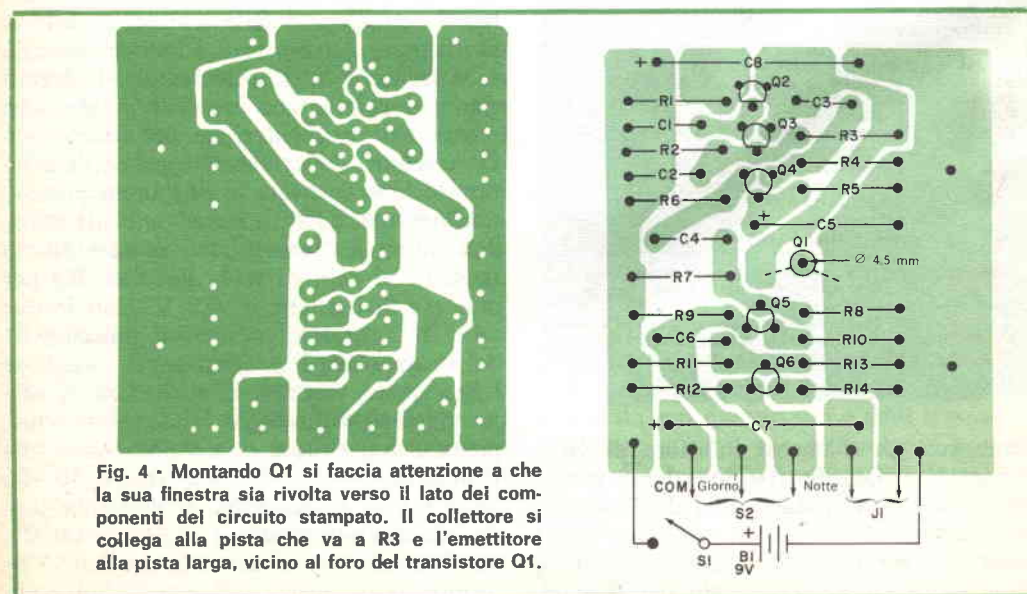 Fig. 4 - Montando Q1 si faccia attenzione a che
la sua finestra sia rivolta verso il lato dei com-
ponenti del circuito stampato. Il collettore si
collega alla pista che va a R3 e l'emettitore
alla pista larga, vicino al foro del transistore Q1.
+ C8
Q2
R1 C3
C1 Q3
R3
R2
R4
C2 Q4
R5
R6
+ C5
C4
Q1
Ø 4,5 mm
R7
R9 Q5 R8
C6 R10
R11 Q6 R13
R12 R14
+ C7
COM. Giorno Notte
S2 J1
+
S1 B1
9V